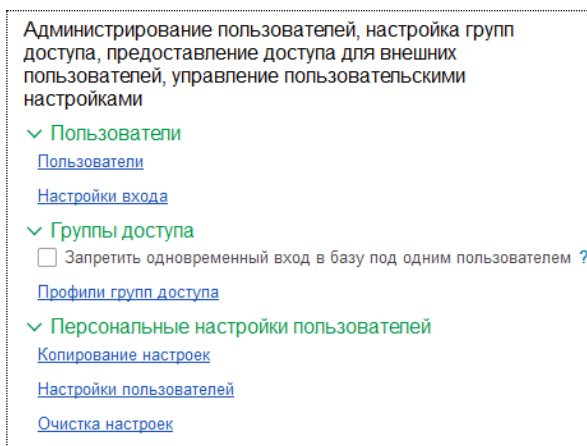 Администрирование пользователей, настройка групп
доступа, предоставление доступа для внешних
пользователей, управление пользовательскими
настройками
Пользователи
Пользователи
Настройки входа
Группы доступа
Запретить одновременный вход в базу под одним пользователем ?
Профили групп доступа
Персональные настройки пользователей
Копирование настроек
Настройки пользователей
Очистка настроек